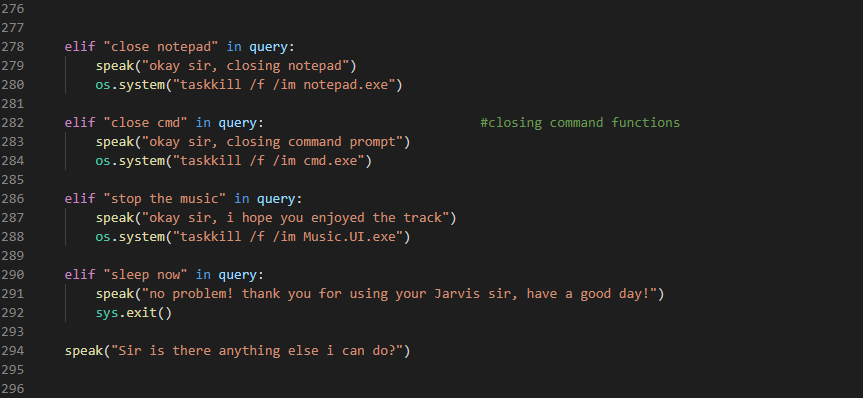 276
277
278 elif "close notepad" in query:
279 speak("okay sir, closing notepad")
280 os.system("taskkill /f /im notepad.exe")
281
282 elif "close cmd" in query: #closing command functions
283 speak("okay sir, closing command prompt")
284 os.system("taskkill /f /im cmd.exe")
285
286 elif "stop the music" in query:
287 speak("okay sir, i hope you enjoyed the track")
288 os.system("taskkill /f /im Music.UI.exe")
289
290 elif "sleep now" in query:
291 speak("no problem! thank you for using your Jarvis sir, have a good day!")
292 sys.exit()
293
294 speak("Sir is there anything else i can do?")
295
296